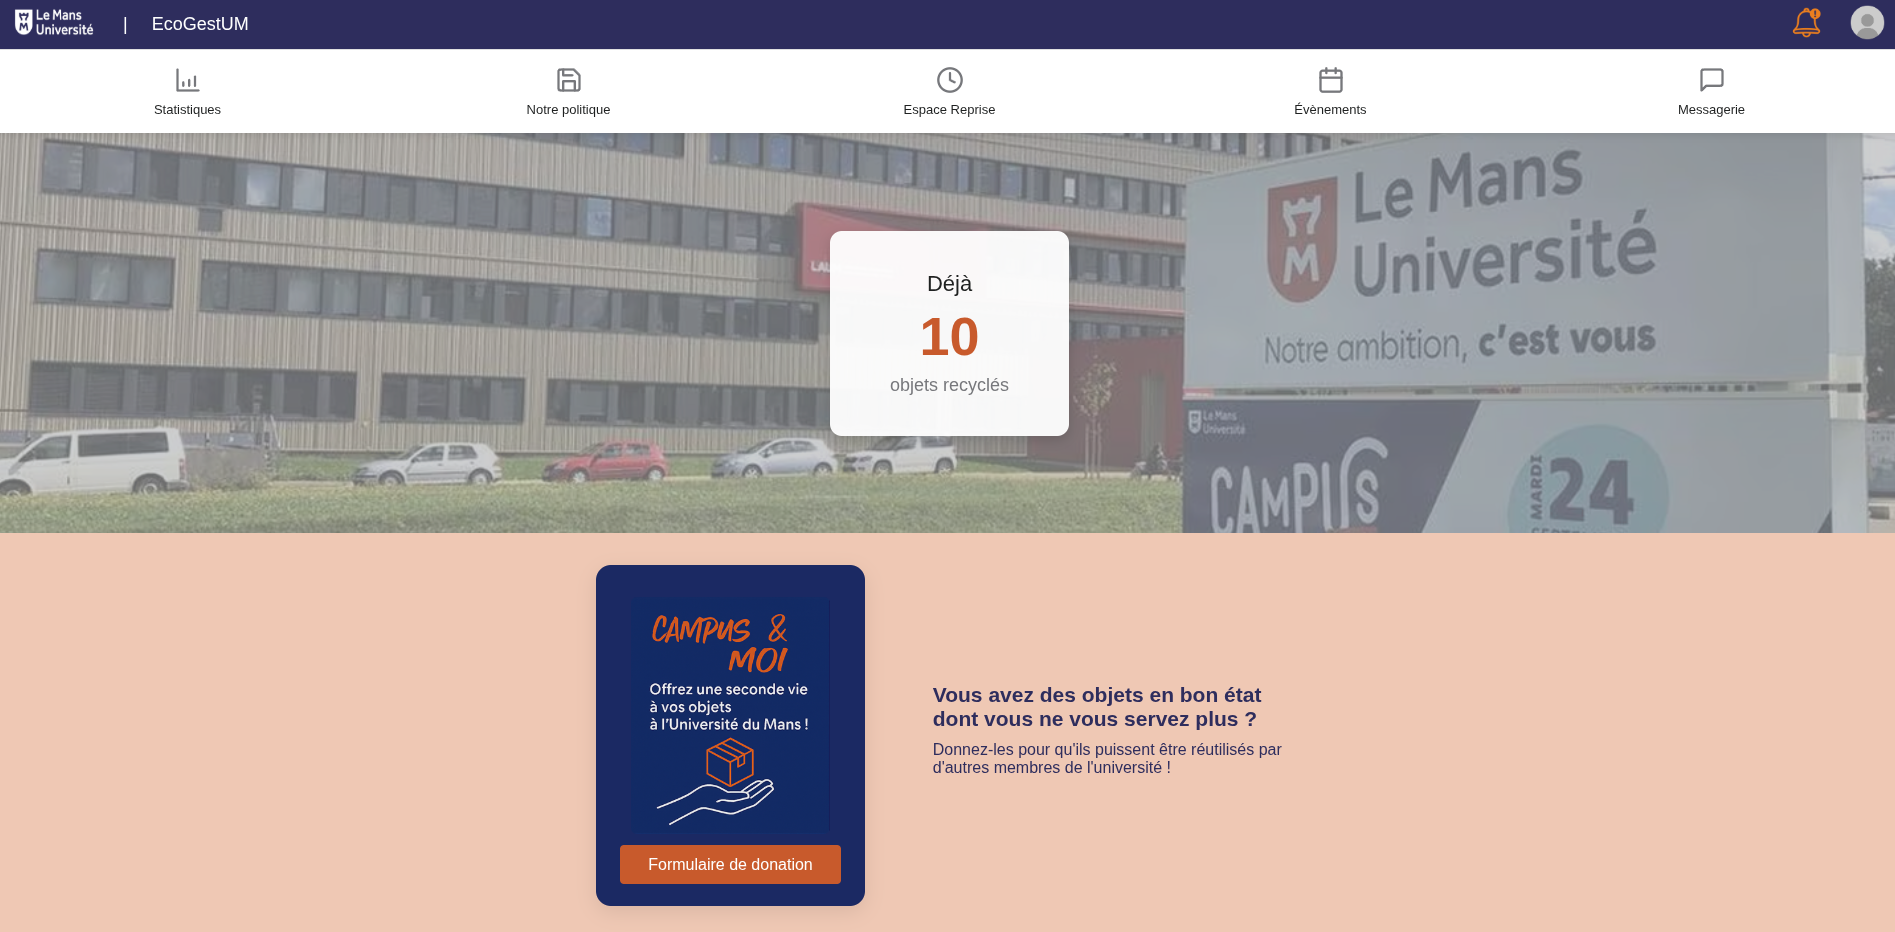 Le Mans
Université
|
EcoGestUM
Statistiques
Notre politique
Espace Reprise
Évènements
Messagerie
Le Mans
Université
Notre ambition, c'est vous
Déjà
10
objets recyclés
Le Mans
Université
CAMPUS
MARDI
24
CAMPUS &
MOI
Offrez une seconde vie
à vos objets
à l'Université du Mans !
Formulaire de donation
Vous avez des objets en bon état
dont vous ne vous servez plus ?
Donnez-les pour qu'ils puissent être réutilisés par
d'autres membres de l'université !